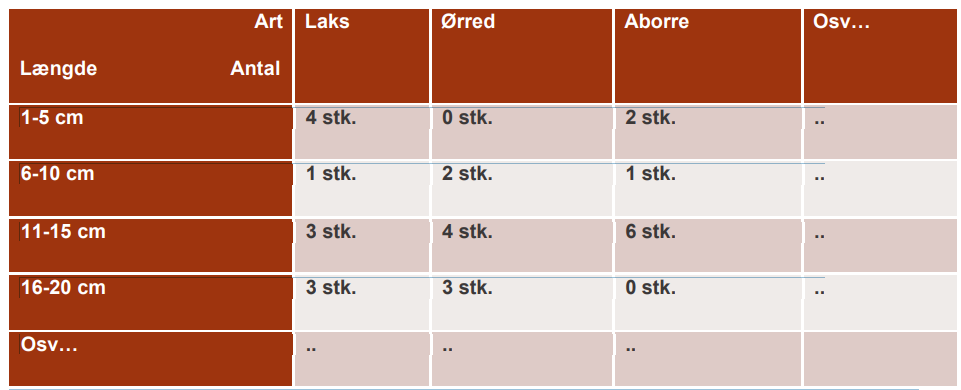 Art Laks Ørred Aborre Osv…
Længde Antal
1-5 cm 4 stk. 0 stk. 2 stk. ..
6-10 cm 1 stk. 2 stk. 1 stk. ..
11-15 cm 3 stk. 4 stk. 6 stk. ..
16-20 cm 3 stk. 3 stk. 0 stk. ..
Osv… .. .. ..